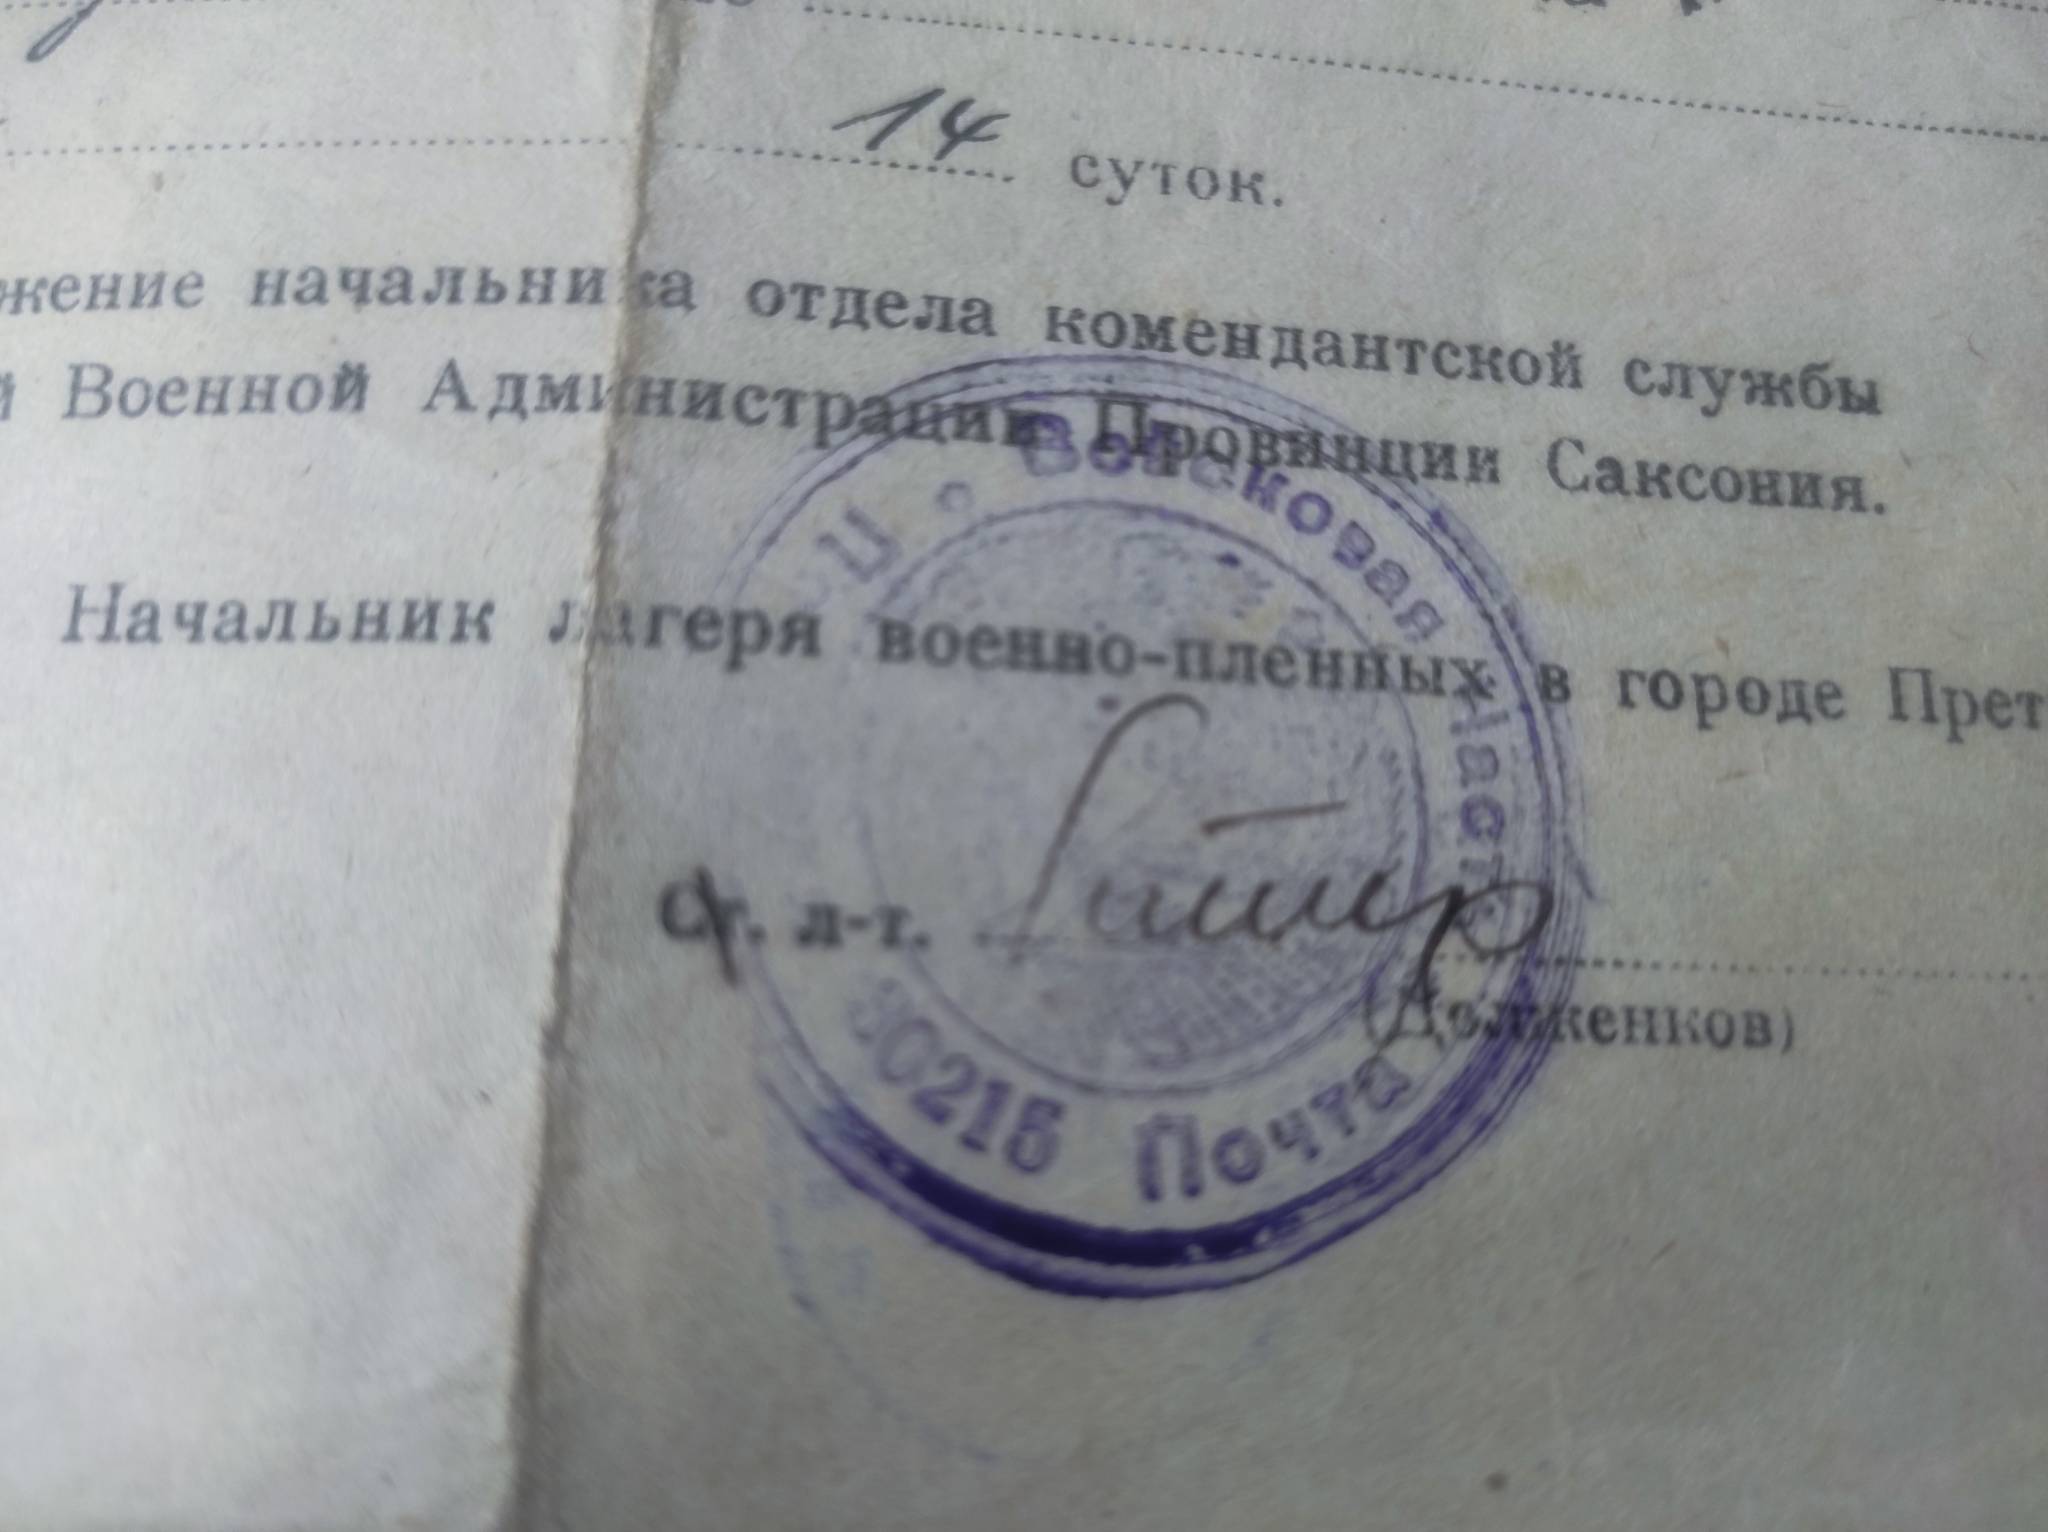 14 суток.
жение начальника отдела комендантской службы
й Военной Администрации Провинции Саксония.
Начальник лагеря военно-пленных в городе Прет
Ст. л-т.
(Долженков)
Войсковая Часть
Почта